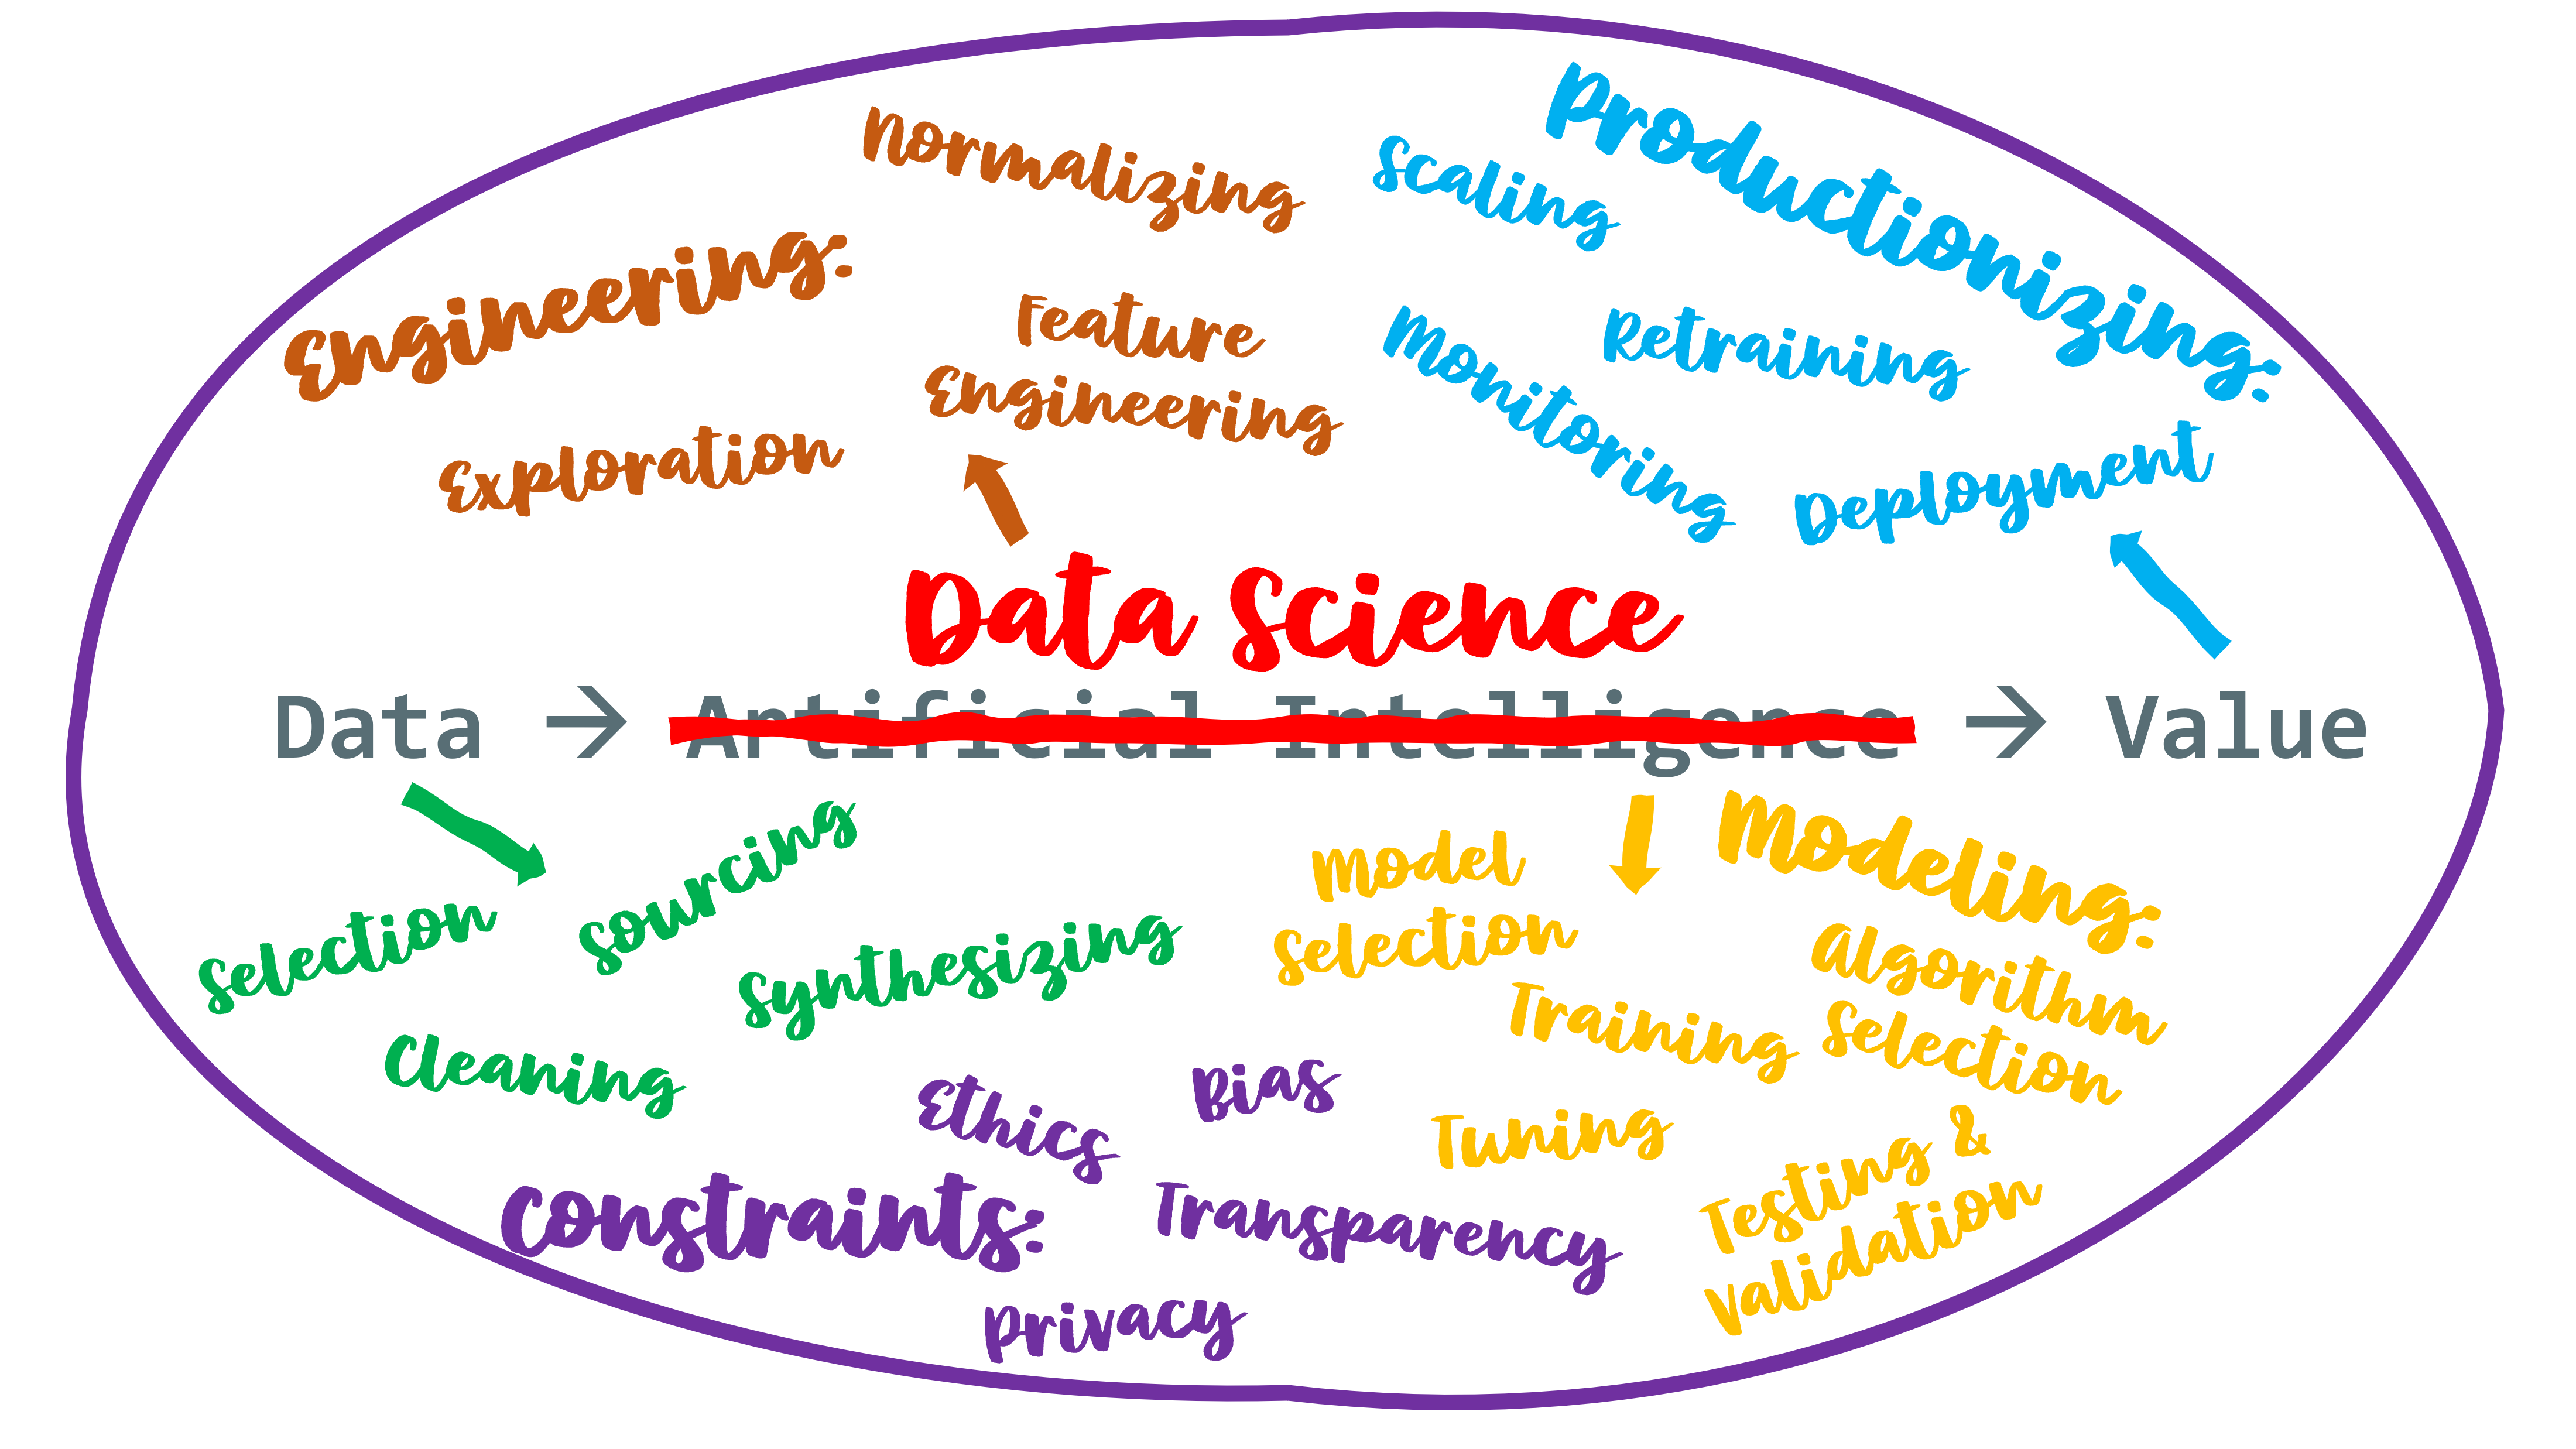 Productionizing:
Normalizing
Scaling
Engineering:
Feature
Engineering
Monitoring
Retraining
Exploration
Deployment
Data Science
Data → Artificial Intelligence → Value
Selection
Sourcing
Synthesizing
Cleaning
Model
Selection
Modeling:
Algorithm
Selection
Training
Tuning
Testing &
Validation
Ethics
Bias
Constraints:
Transparency
Privacy